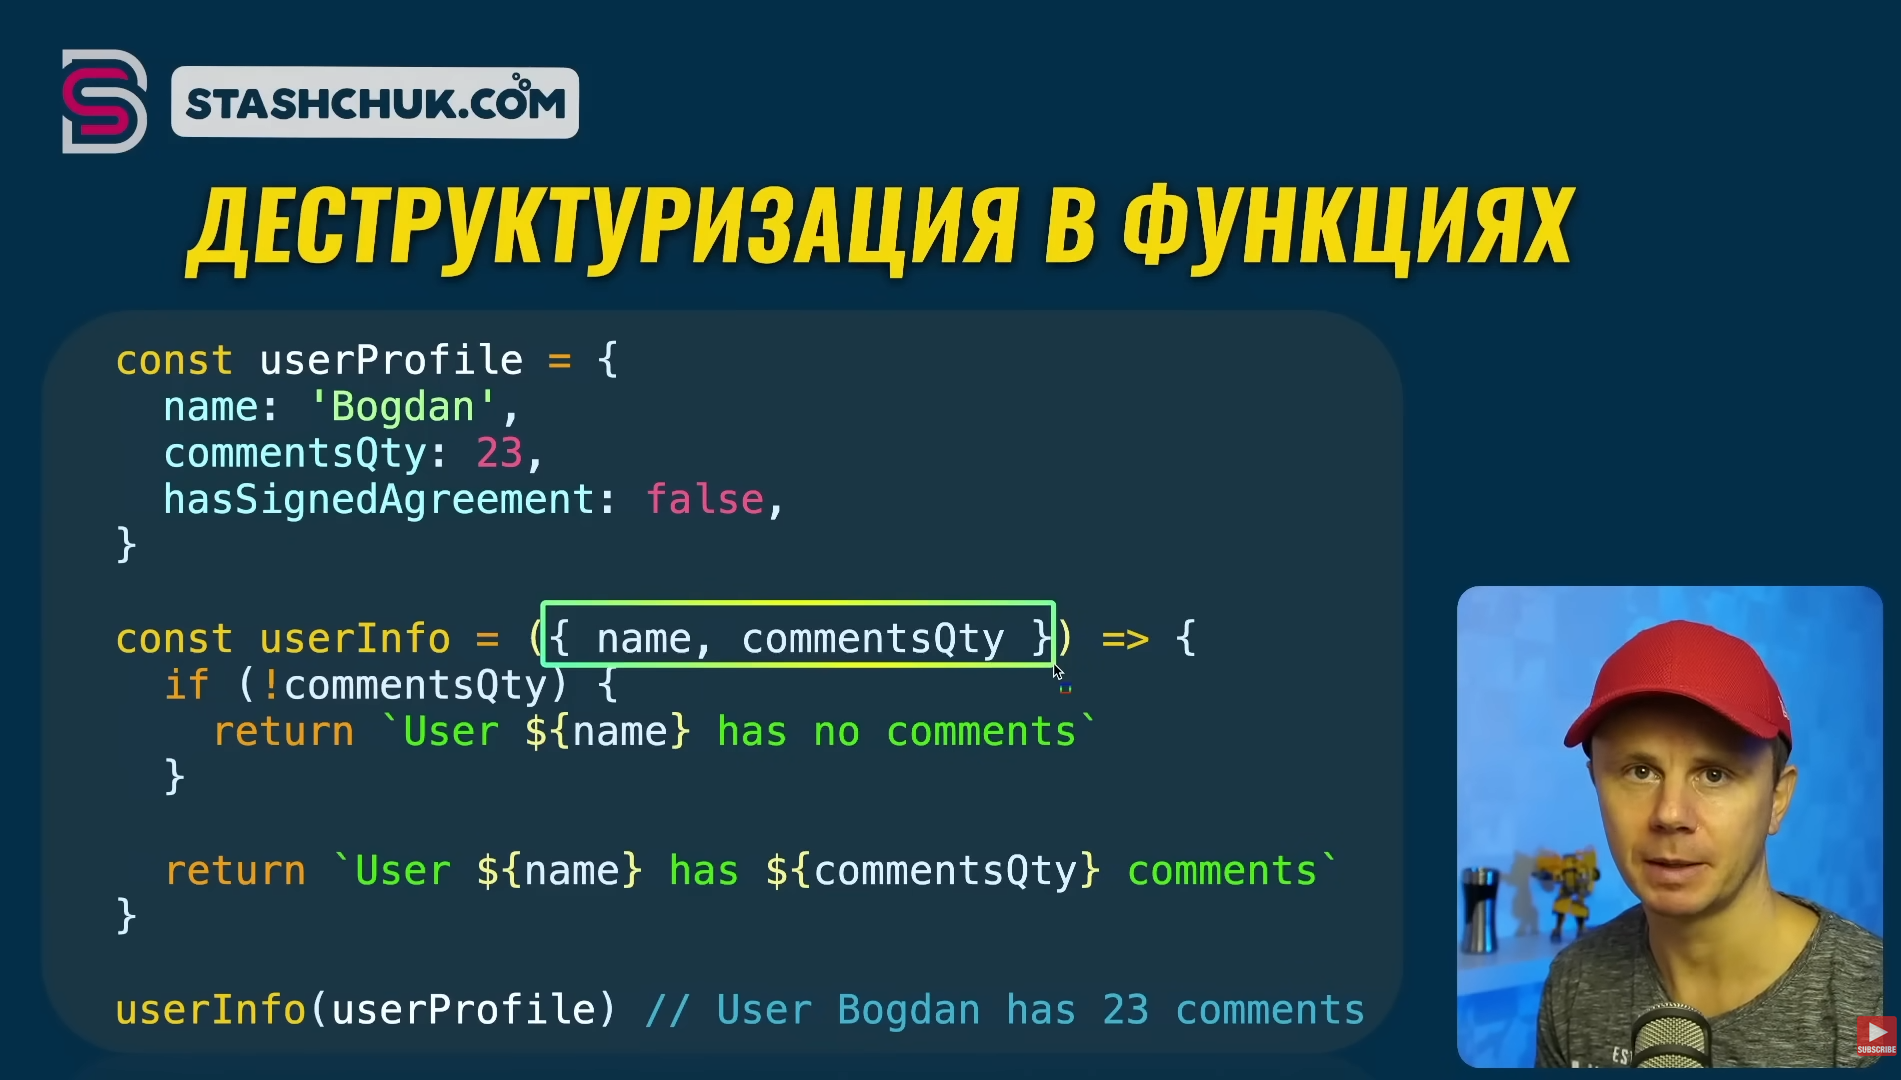 STASHCHUK.COM
ДЕСТРУКТУРИЗАЦИЯ В ФУНКЦИЯХ
const userProfile = {
  name: 'Bogdan',
  commentsQty: 23,
  hasSignedAgreement: false,
}
const userInfo = ({ name, commentsQty }) => {
  if (!commentsQty) {
    return `User ${name} has no comments`
  }
  return `User ${name} has ${commentsQty} comments`
}
userInfo(userProfile) // User Bogdan has 23 comments
SUBSCRIBE